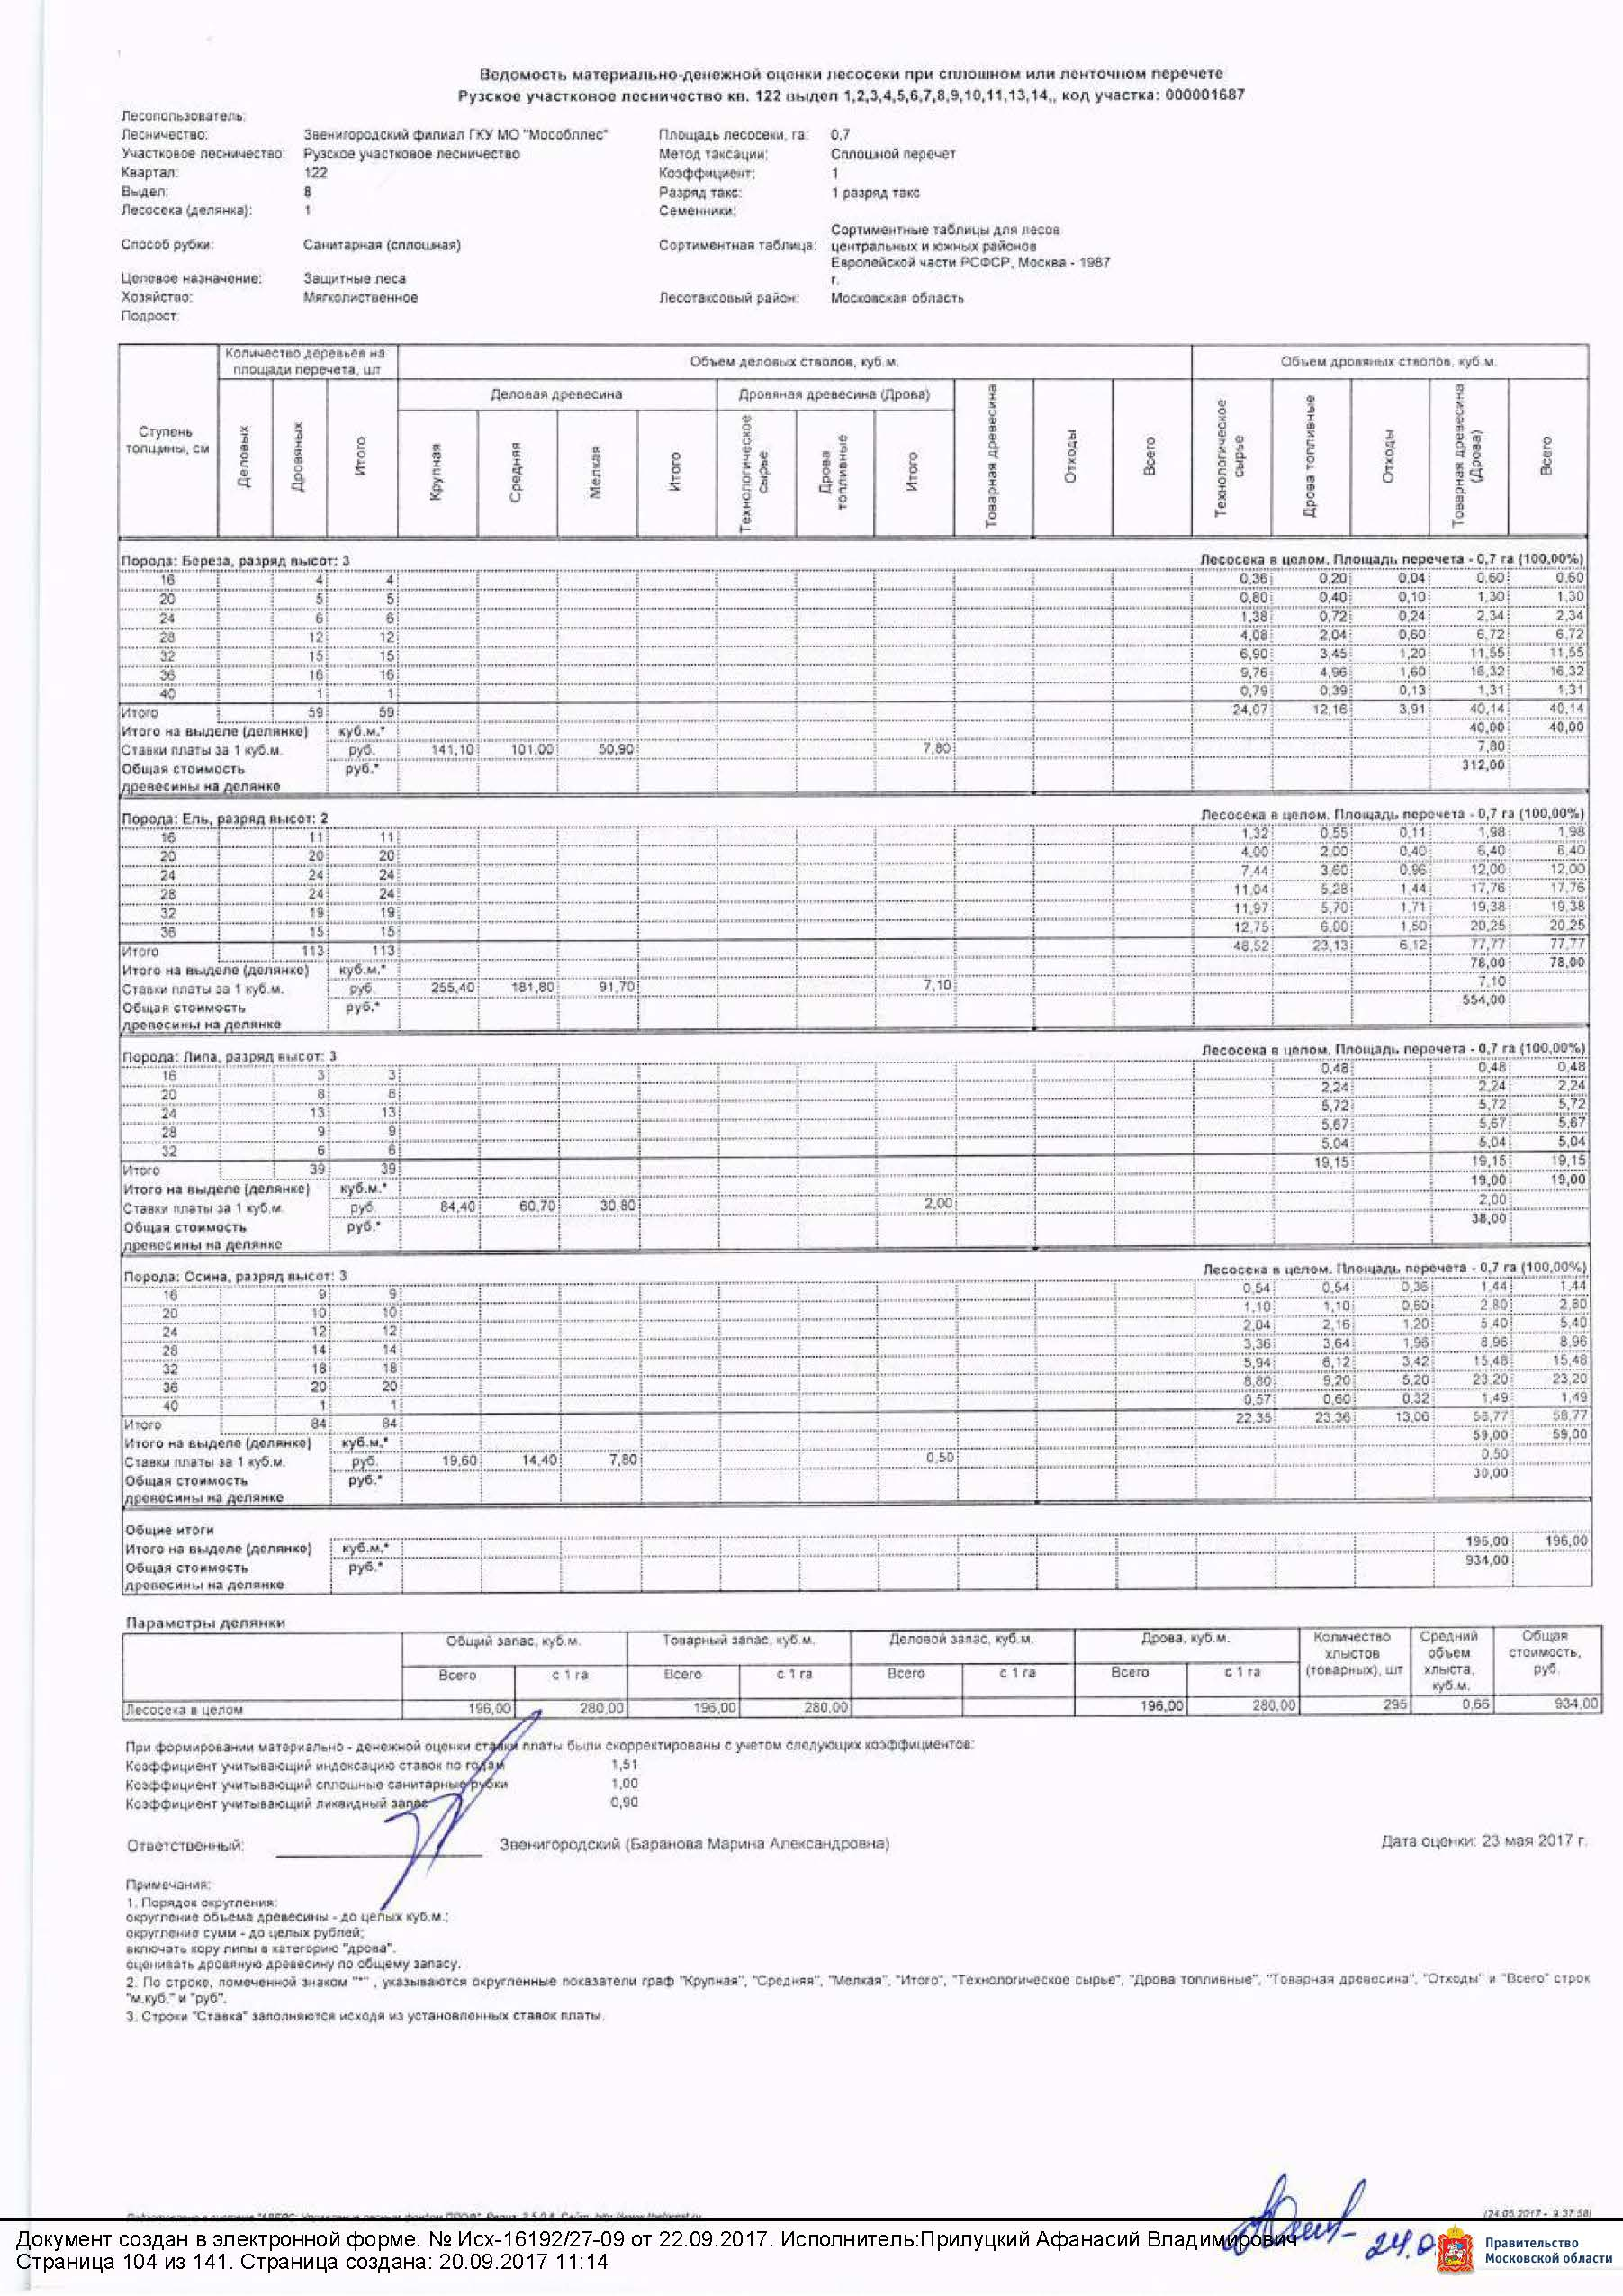 Ведомость материально-денежной оценки лесосеки при сплошном или ленточном перечете
Рузское участковое лесничество кв. 122 выдел 1,2,3,4,5,6,7,8,9,10,11,13,14,, код участка: 000001687
Лесопользователь:
Лесничество: Звенигородский филиал ГКУ МО "Мособллес" Площадь лесосеки, га: 0,7
Участковое лесничество: Рузское участковое лесничество Метод таксации: Сплошной перечет
Квартал: 122 Коэффициент: 1
Выдел: 8 Разряд такс: 1 разряд такс
Лесосека (делянка): 1 Семенники:
Способ рубки: Санитарная (сплошная) Сортиментная таблица: Сортиментные таблицы для лесов центральных и южных районов Европейской части РСФСР, Москва - 1987 г.
Целевое назначение: Защитные леса
Хозяйство: Мягколиственное Лесотаксовый район: Московская область
Подрост:
Ступень толщины, см
Количество деревьев на площади перечета, шт
Объем деловых стволов, куб.м.
Объем дровяных стволов, куб.м.
Деловая древесина
Дровяная древесина (Дрова)
Деловых Дровяных Итого Крупная Средняя Мелкая Итого Технологическое сырье Дрова топливные Итого Товарная древесина Отходы Всего Технологическое сырье Дрова топливные Отходы Товарная древесина (Дрова) Всего
Порода: Береза, разряд высот: 3 Лесосека в целом. Площадь перечета - 0,7 га (100,00%)
16 4 4 0,36 0,20 0,04 0,60 0,60
20 5 5 0,80 0,40 0,10 1,30 1,30
24 6 6 1,38 0,72 0,24 2,34 2,34
28 12 12 4,08 2,04 0,60 6,72 6,72
32 15 15 6,90 3,45 1,20 11,55 11,55
36 16 16 9,76 4,96 1,60 16,32 16,32
40 1 1 0,79 0,39 0,13 1,31 1,31
Итого 59 59 24,07 12,16 3,91 40,14 40,14
Итого на выделе (делянке) куб.м.* 40,00 40,00
Ставки платы за 1 куб.м. руб. 141,10 101,00 50,90 7,80 7,80
Общая стоимость древесины на делянке руб.* 312,00
Порода: Ель, разряд высот: 2 Лесосека в целом. Площадь перечета - 0,7 га (100,00%)
16 11 11 1,32 0,55 0,11 1,98 1,98
20 20 20 4,00 2,00 0,40 6,40 6,40
24 24 24 7,44 3,60 0,96 12,00 12,00
28 24 24 11,04 5,28 1,44 17,76 17,76
32 19 19 11,97 5,70 1,71 19,38 19,38
36 15 15 12,75 6,00 1,50 20,25 20,25
Итого 113 113 48,52 23,13 6,12 77,77 77,77
Итого на выделе (делянке) куб.м.* 78,00 78,00
Ставки платы за 1 куб.м. руб. 255,40 181,80 91,70 7,10 7,10
Общая стоимость древесины на делянке руб.* 554,00
Порода: Липа, разряд высот: 3 Лесосека в целом. Площадь перечета - 0,7 га (100,00%)
16 3 3 0,48 0,48 0,48
20 8 8 2,24 2,24 2,24
24 13 13 5,72 5,72 5,72
28 9 9 5,67 5,67 5,67
32 6 6 5,04 5,04 5,04
Итого 39 39 19,15 19,15 19,15
Итого на выделе (делянке) куб.м.* 19,00 19,00
Ставки платы за 1 куб.м. руб. 84,40 60,70 30,80 2,00 2,00
Общая стоимость древесины на делянке руб.* 38,00
Порода: Осина, разряд высот: 3 Лесосека в целом. Площадь перечета - 0,7 га (100,00%)
16 9 9 0,54 0,54 0,36 1,44 1,44
20 10 10 1,10 1,10 0,60 2,80 2,80
24 12 12 2,04 2,16 1,20 5,40 5,40
28 14 14 3,36 3,64 1,96 8,96 8,96
32 18 18 5,94 6,12 3,42 15,48 15,48
36 20 20 8,80 9,20 5,20 23,20 23,20
40 1 1 0,57 0,60 0,32 1,49 1,49
Итого 84 84 22,35 23,36 13,06 58,77 58,77
Итого на выделе (делянке) куб.м.* 59,00 59,00
Ставки платы за 1 куб.м. руб. 19,60 14,40 7,80 0,50 0,50
Общая стоимость древесины на делянке руб.* 30,00
Общие итоги
Итого на выделе (делянке) куб.м.* 196,00 196,00
Общая стоимость древесины на делянке руб.* 934,00
Параметры делянки
Общий запас, куб.м. Товарный запас, куб.м. Деловой запас, куб.м. Дрова, куб.м. Количество хлыстов (товарных), шт Средний объем хлыста, куб.м. Общая стоимость, руб.
Всего с 1 га Всего с 1 га Всего с 1 га Всего с 1 га
Лесосека в целом 196,00 280,00 196,00 280,00 196,00 280,00 295 0,66 934,00
При формировании материально - денежной оценки ставки платы были скорректированы с учетом следующих коэффициентов:
Коэффициент учитывающий индексацию ставок по годам 1,51
Коэффициент учитывающий сплошные санитарные рубки 1,00
Коэффициент учитывающий ликвидный запас 0,90
Ответственный: Звенигородский (Баранова Марина Александровна) Дата оценки: 23 мая 2017 г.
Примечания:
1. Порядок округления:
округление объема древесины - до целых куб.м.;
округление сумм - до целых рублей;
включать кору липы в категорию "дрова".
оценивать дровяную древесину по общему запасу.
2. По строке, помеченной знаком "*" , указываются округленные показатели граф "Крупная", "Средняя", "Мелкая", "Итого", "Технологическое сырье", "Дрова топливные", "Товарная древесина", "Отходы" и "Всего" строк
"м.куб." и "руб".
3. Строки "Ставка" заполняются исходя из установленных ставок платы.
(24.05.2017 - 9:37:58)
Документ создан в электронной форме. № Исх-16192/27-09 от 22.09.2017. Исполнитель:Прилуцкий Афанасий Владимирович
Страница 104 из 141. Страница создана: 20.09.2017 11:14
24.0
Правительство
Московской области